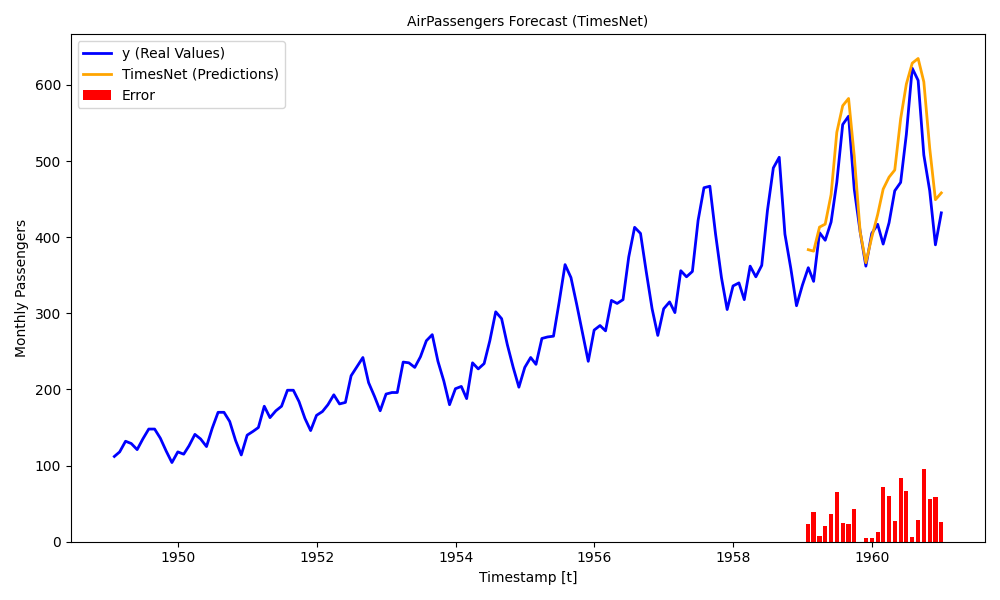 AirPassengers Forecast (TimesNet)
y (Real Values)
TimesNet (Predictions)
Error
Monthly Passengers
600
500
400
300
200
100
0
1950 1952 1954 1956 1958 1960
Timestamp [t]